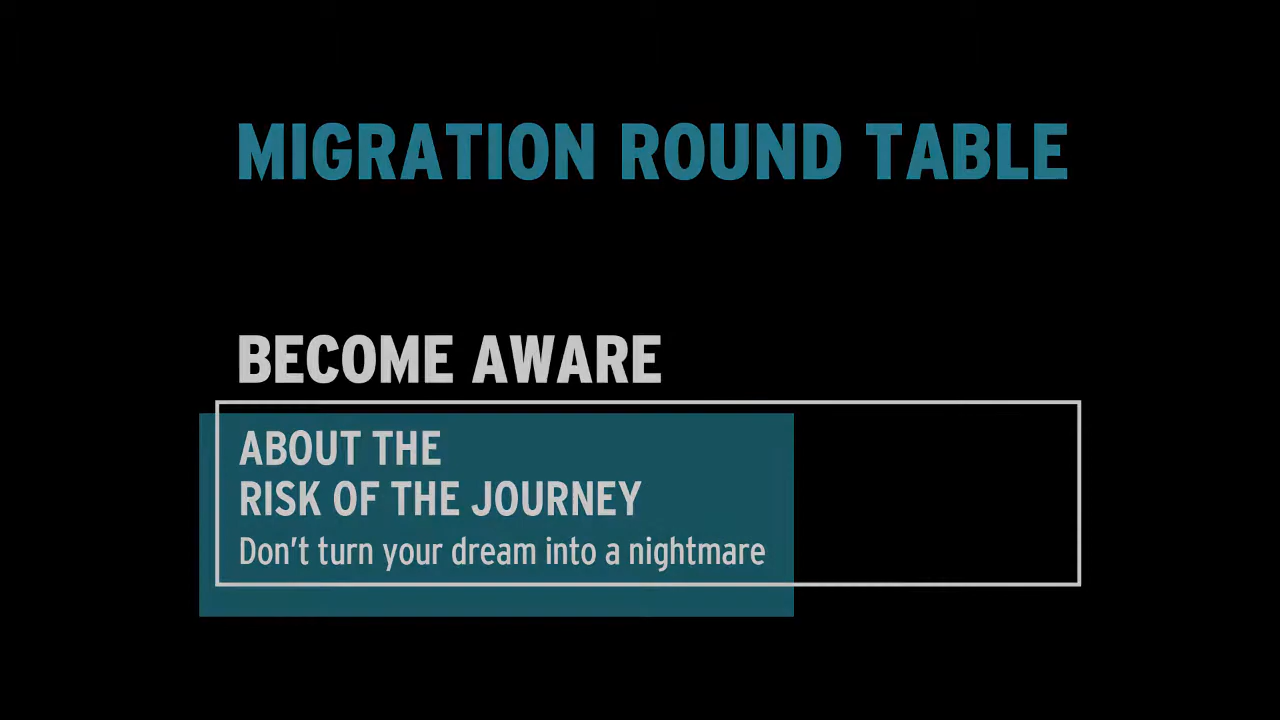 MIGRATION ROUND TABLE
BECOME AWARE
ABOUT THE
RISK OF THE JOURNEY
Don't turn your dream into a nightmare